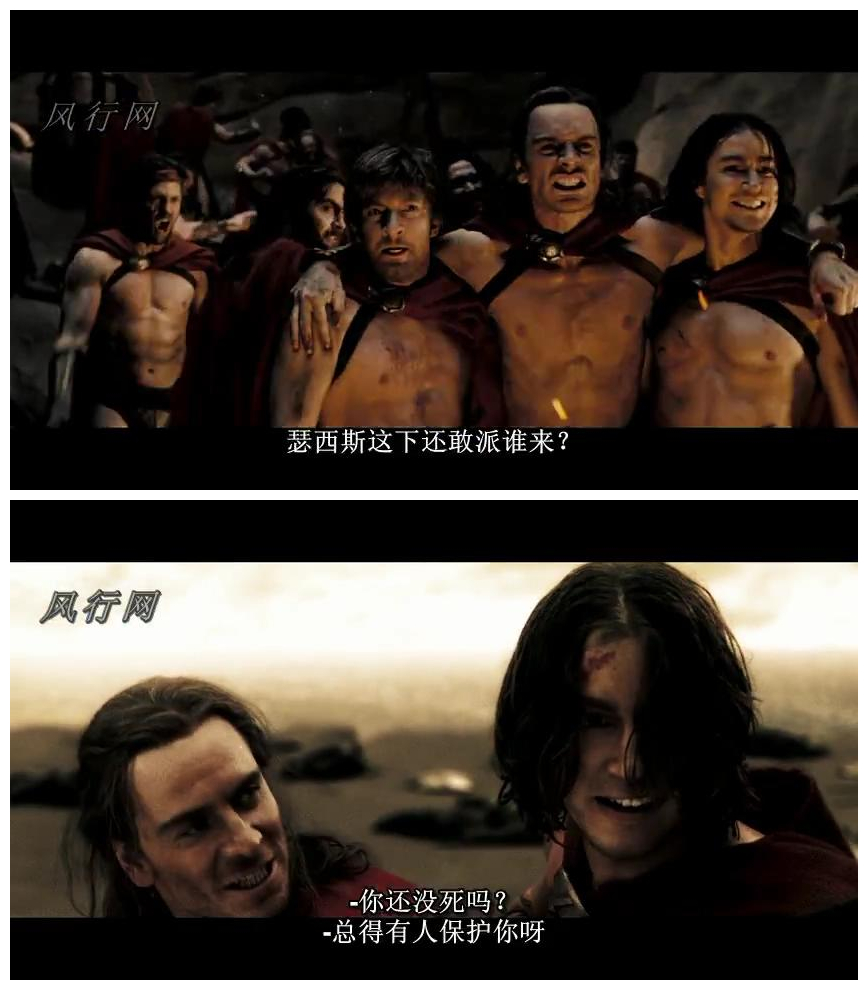 风行网
瑟西斯这下还敢派谁来？
风行网
-你还没死吗？
-总得有人保护你呀